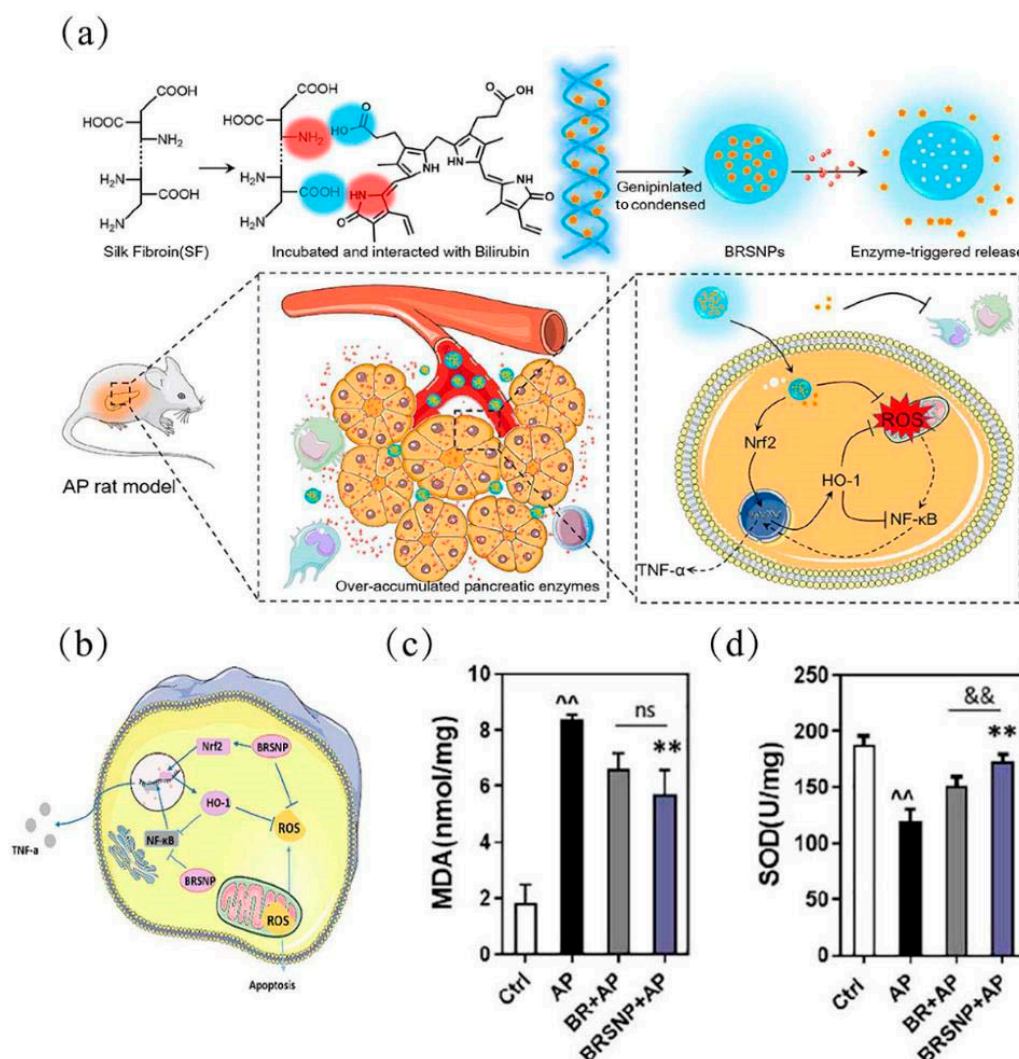 (a)
COOH
HOOC
NH₂
H₂N
COOH
H₂N
Silk Fibroin(SF)
COOH
HOOC
NH₂
H₂N
COOH
H₂N
O
HO
O
OH
NH
HN
HN
O
NH
O
Incubated and interacted with Bilirubin
Genipinlated
to condensed
BRSNPs
Enzyme-triggered release
AP rat model
Over-accumulated pancreatic enzymes
ROS
Nrf2
HO-1
NF-κB
TNF-α
(b)
Nrf2
BRSNP
HO-1
ROS
NF-κB
TNF-a
BRSNP
ROS
Apoptosis
(c)
MDA(nmol/mg)
10
8
6
4
2
0
^^
ns
**
Ctrl
AP
BR+AP
BRSNP+AP
(d)
SOD(U/mg)
250
200
150
100
50
0
^^
&&
**
Ctrl
AP
BR+AP
BRSNP+AP